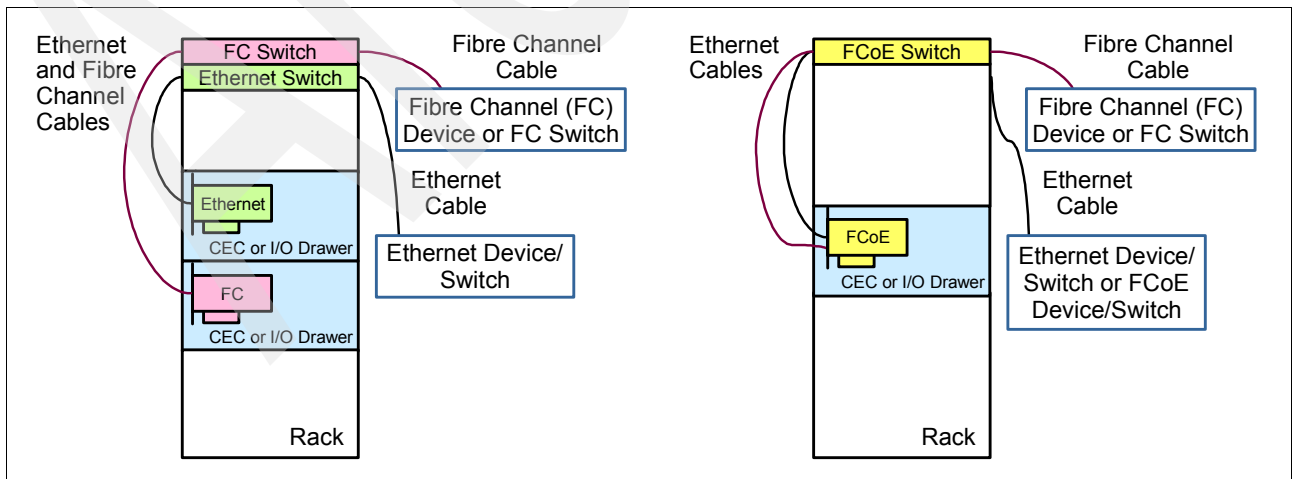 Ethernet
and Fibre
Channel
Cables
FC Switch
Ethernet Switch
Fibre Channel
Cable
Fibre Channel (FC)
Device or FC Switch
Ethernet
CEC or I/O Drawer
Ethernet
Cable
Ethernet Device/
Switch
FC
CEC or I/O Drawer
Rack
Ethernet
Cables
FCoE Switch
Fibre Channel
Cable
Fibre Channel (FC)
Device or FC Switch
FCoE
CEC or I/O Drawer
Ethernet
Cable
Ethernet Device/
Switch or FCoE
Device/Switch
Rack